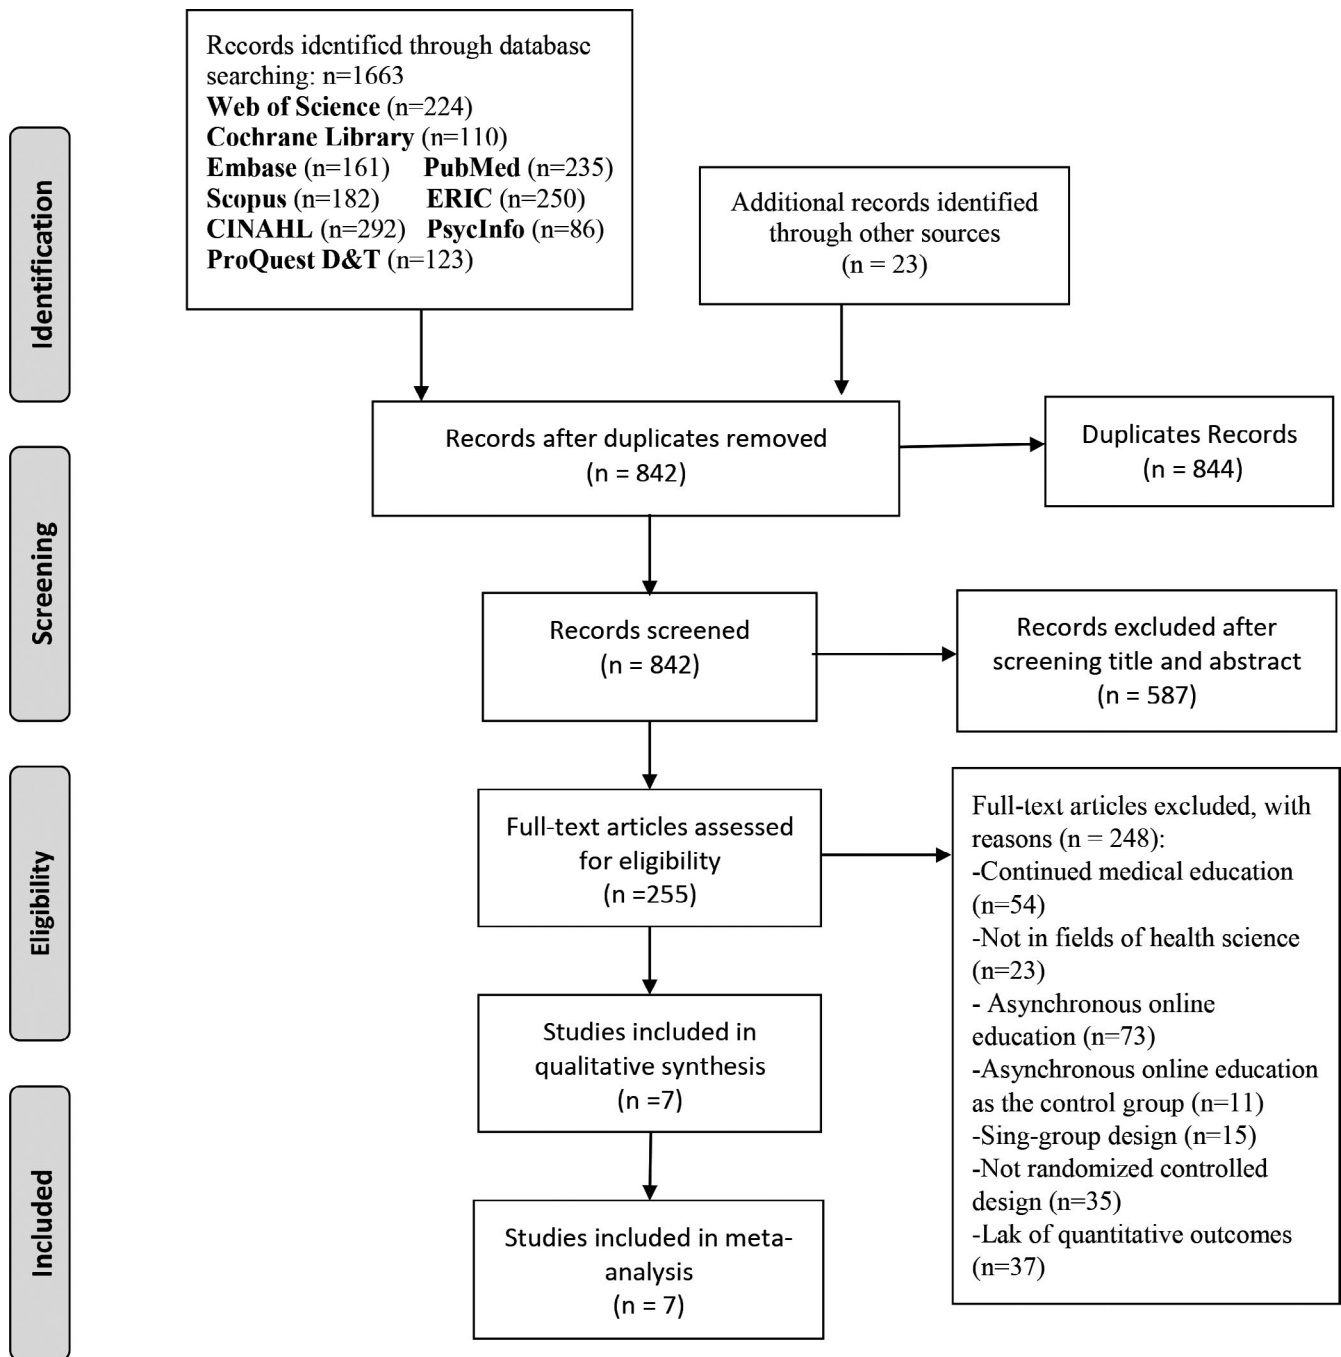 Identification
Records identified through database
searching: n=1663
Web of Science (n=224)
Cochrane Library (n=110)
Embase (n=161) PubMed (n=235)
Scopus (n=182) ERIC (n=250)
CINAHL (n=292) PsycInfo (n=86)
ProQuest D&T (n=123)
Additional records identified
through other sources
(n = 23)
Records after duplicates removed
(n = 842)
Duplicates Records
(n = 844)
Screening
Records screened
(n = 842)
Records excluded after
screening title and abstract
(n = 587)
Eligibility
Full-text articles assessed
for eligibility
(n =255)
Full-text articles excluded, with
reasons (n = 248):
-Continued medical education
(n=54)
-Not in fields of health science
(n=23)
- Asynchronous online
education (n=73)
-Asynchronous online education
as the control group (n=11)
-Sing-group design (n=15)
-Not randomized controlled
design (n=35)
-Lak of quantitative outcomes
(n=37)
Studies included in
qualitative synthesis
(n =7)
Included
Studies included in meta-
analysis
(n = 7)